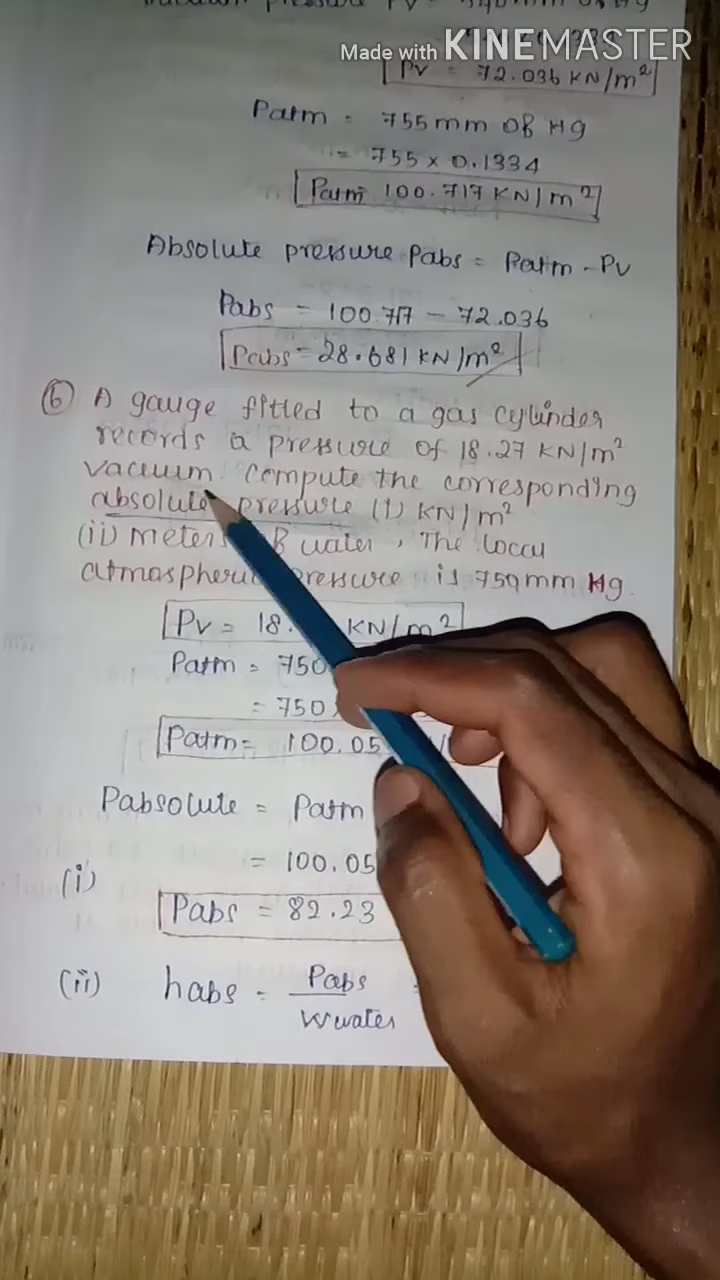 Made with KINEMASTER
Pv = 72.036 KN/m²
Patm = 755 mm OF Hg
= 755 × 0.1334
Patm 100.717 KN/m²
Absolute pressure Pabs = Patm - Pv
Pabs = 100.717 - 72.036
Pabs = 28.681 KN/m²
(6) A gauge fitted to a gas cylinder
records a pressure of 18.27 KN/m²
vacuum. Compute the corresponding
absolute pressure (i) KN/m²
(ii) meters water, The local
atmospheric pressure is 750mm Hg.
Pv = 18. KN/m²
Patm = 750
= 750
Patm = 100.05
Pabsolute = Patm
= 100.05
(i)
Pabs = 82.23
(ii) habs = Pabs
Wwater